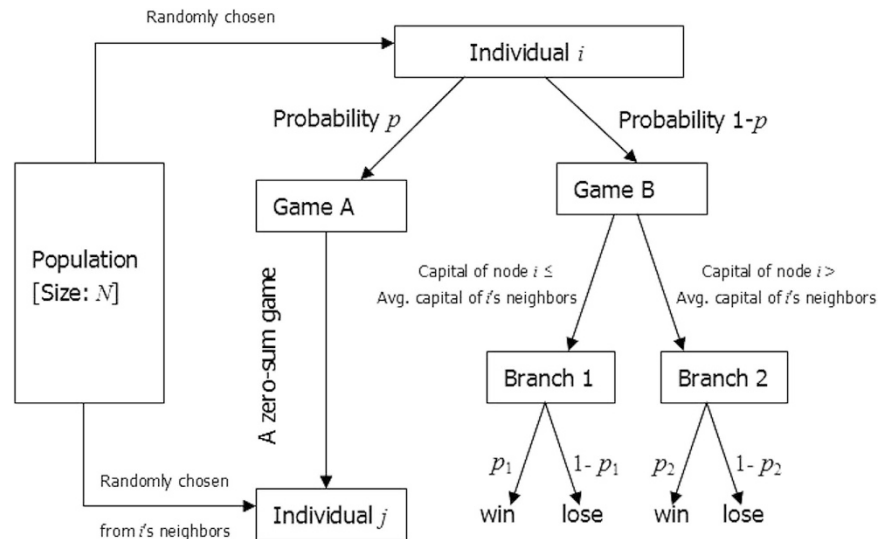 Randomly chosen
Individual i
Probability p
Probability 1-p
Game A
Game B
Population
[Size: N]
A zero-sum game
Capital of node i ≤
Avg. capital of i's neighbors
Capital of node i >
Avg. capital of i's neighbors
Branch 1
Branch 2
p₁
1- p₁
p₂
1- p₂
win
lose
win
lose
Randomly chosen
from i's neighbors
Individual j